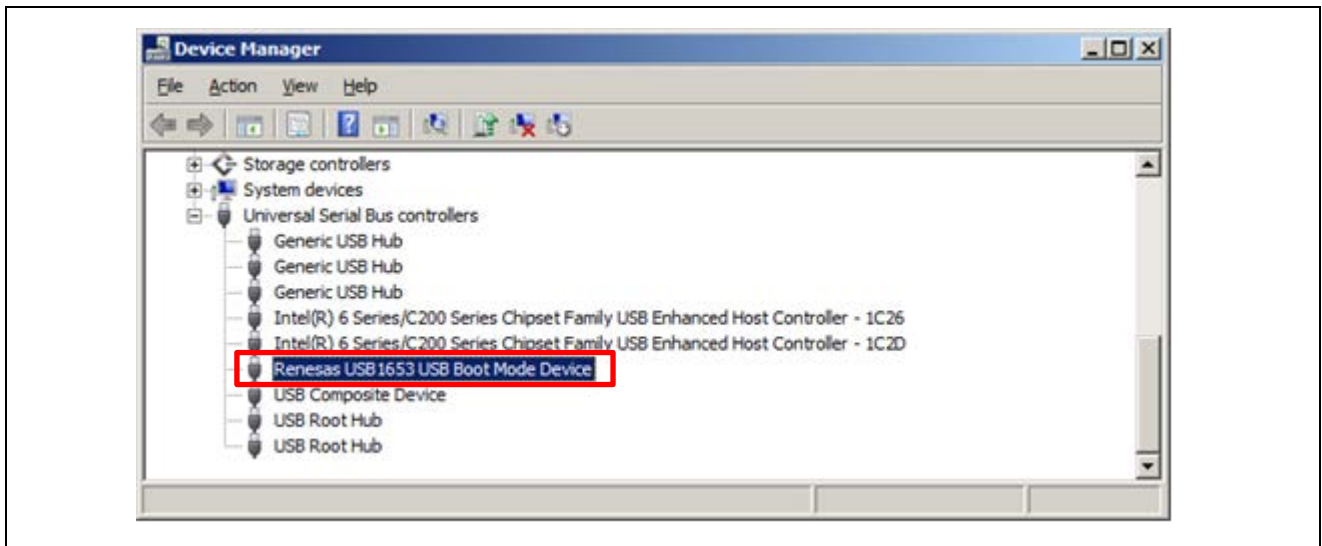 Device Manager
File Action View Help
Storage controllers
System devices
Universal Serial Bus controllers
Generic USB Hub
Generic USB Hub
Generic USB Hub
Intel(R) 6 Series/C200 Series Chipset Family USB Enhanced Host Controller - 1C26
Intel(R) 6 Series/C200 Series Chipset Family USB Enhanced Host Controller - 1C2D
Renesas USB1653 USB Boot Mode Device
USB Composite Device
USB Root Hub
USB Root Hub